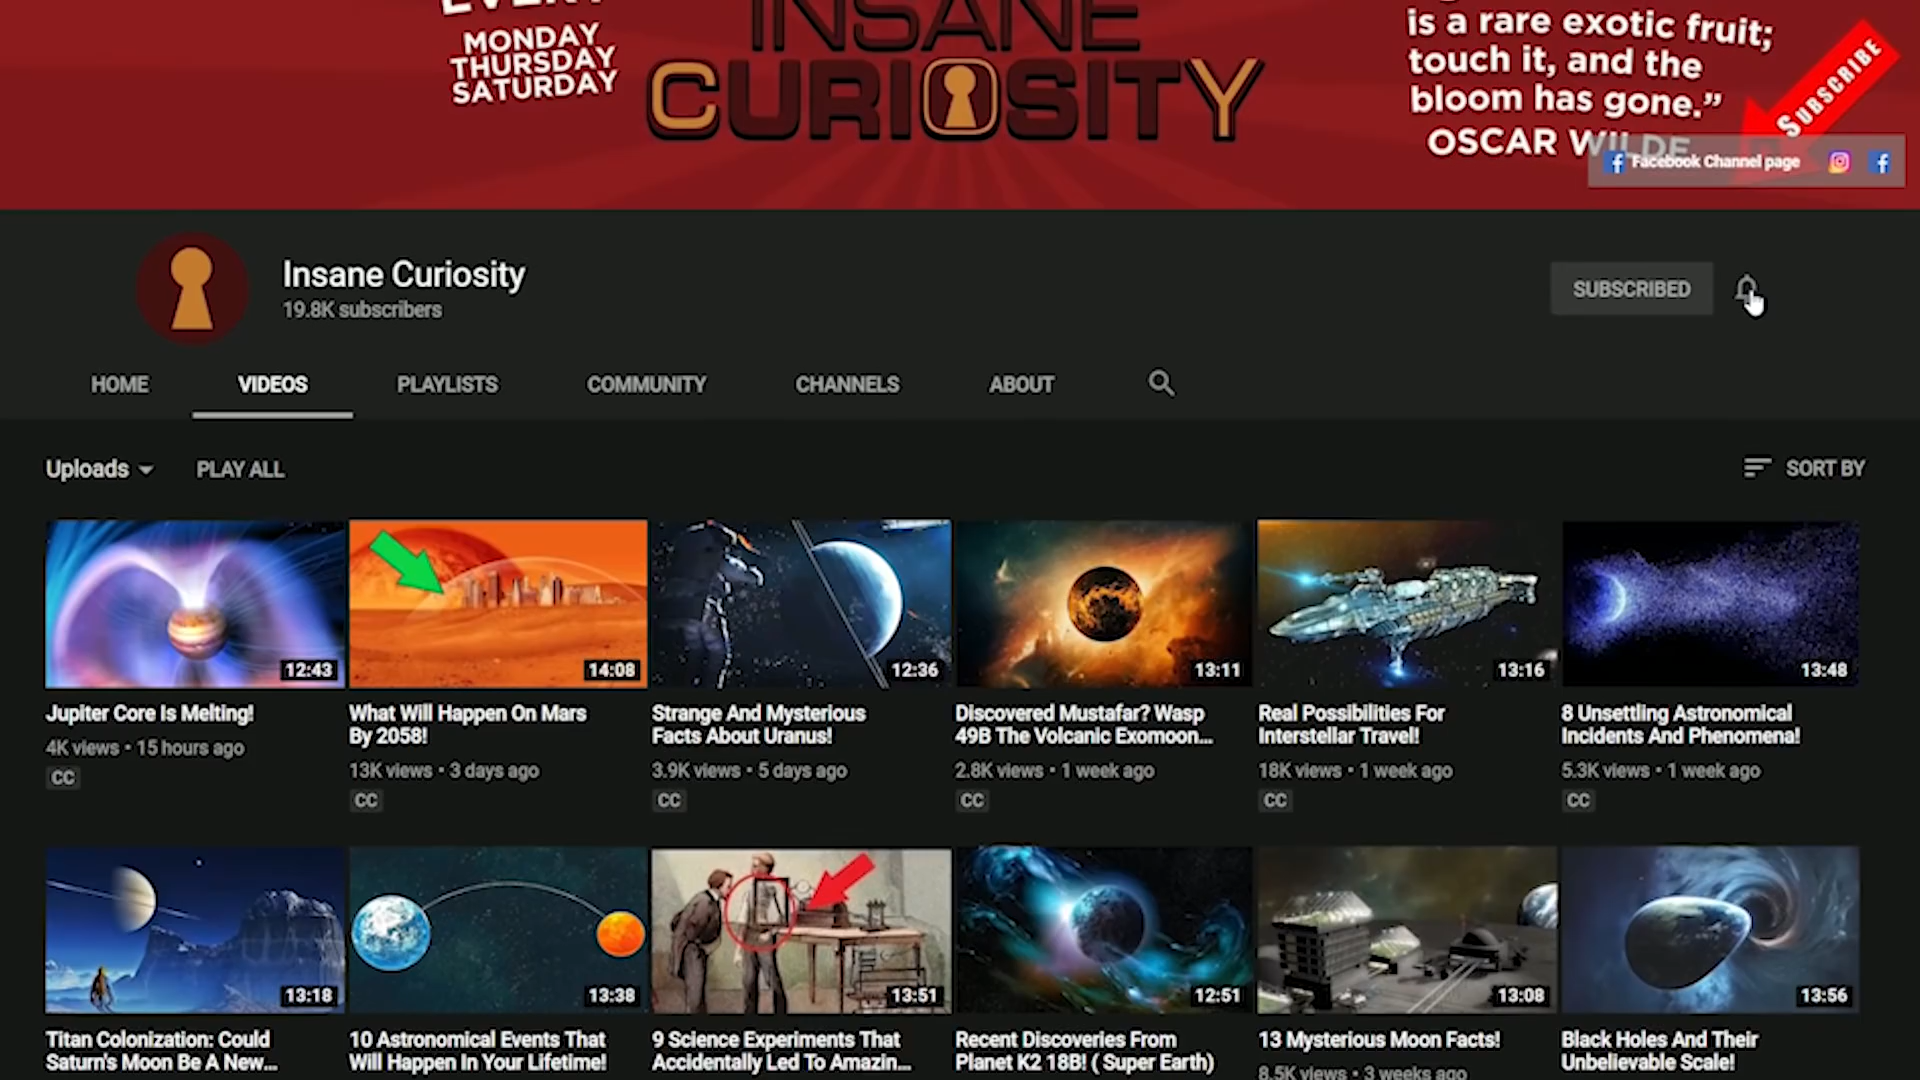 EVERY
MONDAY
THURSDAY
SATURDAY
INSANE
CURIOSITY
is a rare exotic fruit;
touch it, and the
bloom has gone.”
OSCAR WILDE
SUBSCRIBE
Facebook Channel page
Insane Curiosity
19.8K subscribers
SUBSCRIBED
HOME
VIDEOS
PLAYLISTS
COMMUNITY
CHANNELS
ABOUT
Uploads
PLAY ALL
SORT BY
12:43
14:08
12:36
13:11
13:16
13:48
Jupiter Core Is Melting!
4K views • 15 hours ago
CC
What Will Happen On Mars
By 2058!
13K views • 3 days ago
CC
Strange And Mysterious
Facts About Uranus!
3.9K views • 5 days ago
CC
Discovered Mustafar? Wasp
49B The Volcanic Exomoon...
2.8K views • 1 week ago
CC
Real Possibilities For
Interstellar Travel!
18K views • 1 week ago
CC
8 Unsettling Astronomical
Incidents And Phenomena!
5.3K views • 1 week ago
CC
13:18
13:38
13:51
12:51
13:08
13:56
Titan Colonization: Could
Saturn's Moon Be A New...
10 Astronomical Events That
Will Happen In Your Lifetime!
9 Science Experiments That
Accidentally Led To Amazin...
Recent Discoveries From
Planet K2 18B! ( Super Earth)
13 Mysterious Moon Facts!
8.5K views • 3 weeks ago
Black Holes And Their
Unbelievable Scale!